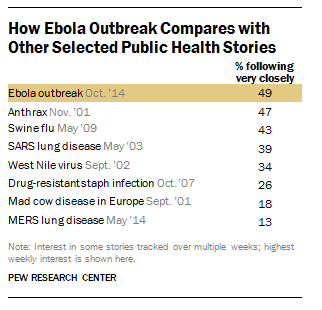 How Ebola Outbreak Compares with
Other Selected Public Health Stories
% following
very closely
Ebola outbreak Oct. '14 49
Anthrax Nov. '01 47
Swine flu May '09 43
SARS lung disease May '03 39
West Nile virus Sept. '02 34
Drug-resistant staph infection Oct. '07 26
Mad cow disease in Europe Sept. '01 18
MERS lung disease May '14 13
Note: Interest in some stories tracked over multiple weeks; highest
weekly interest is shown here.
PEW RESEARCH CENTER